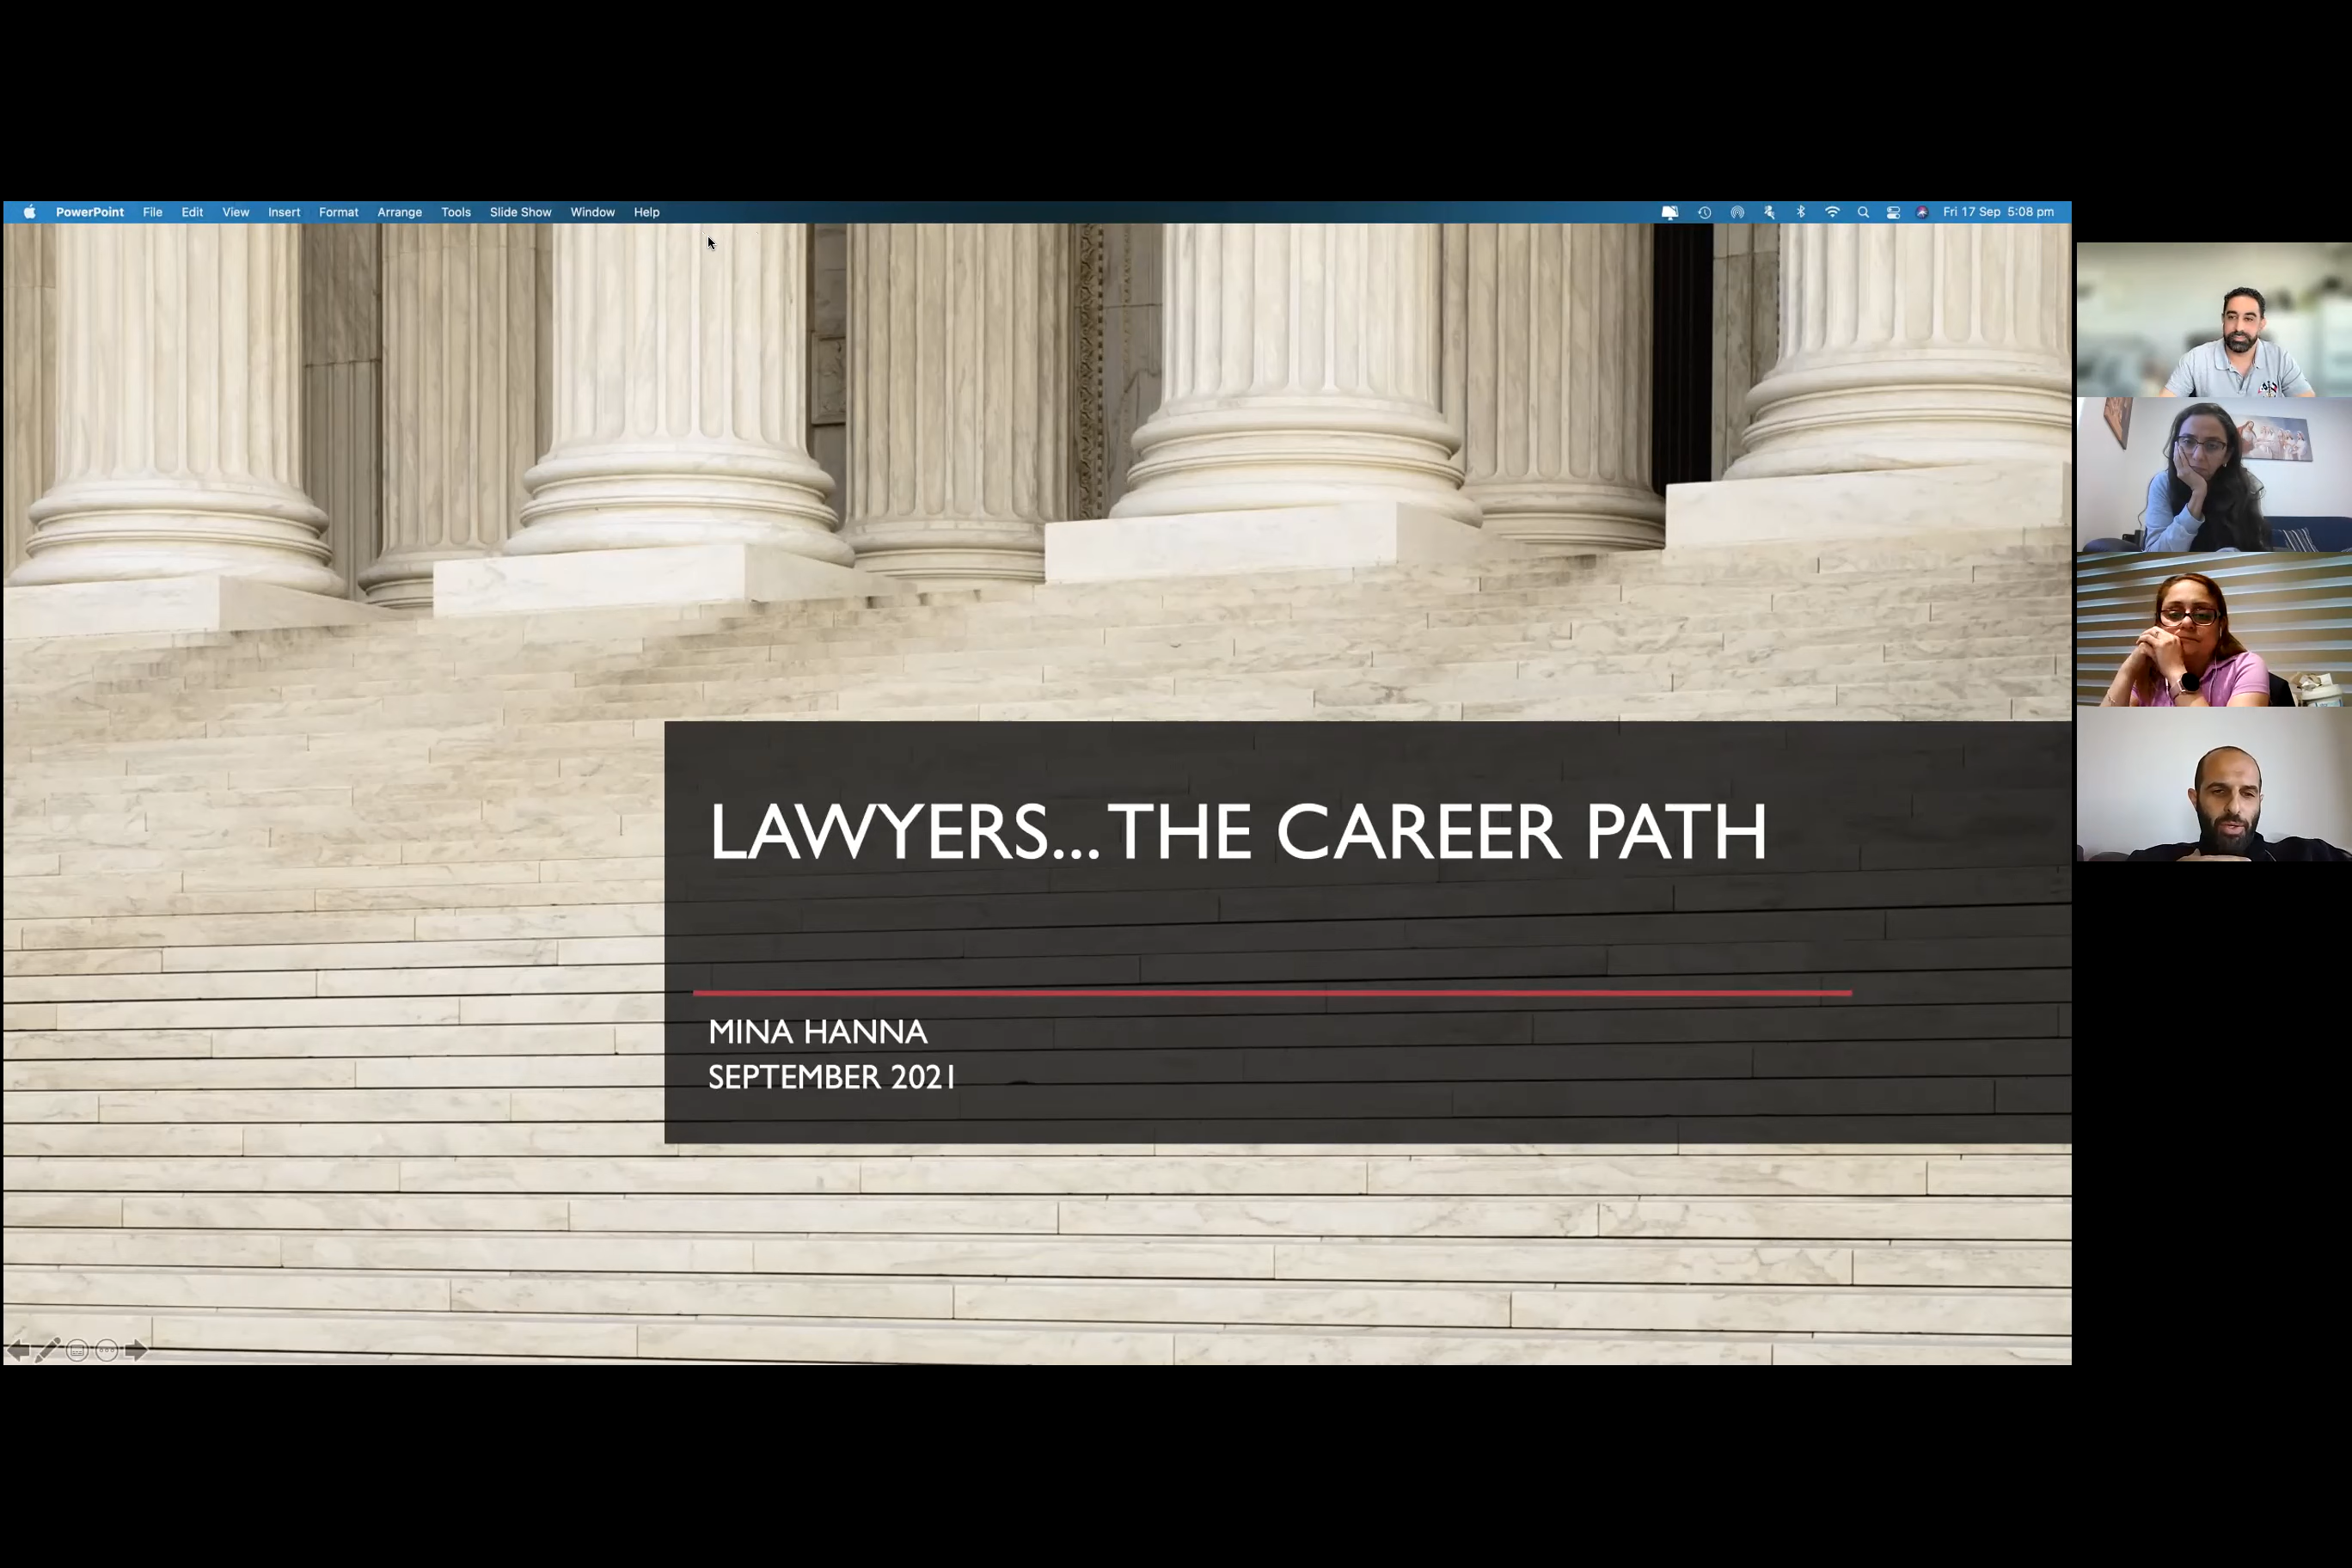 PowerPoint File Edit View Insert Format Arrange Tools Slide Show Window Help Fri 17 Sep 5:08 pm
LAWYERS...THE CAREER PATH
MINA HANNA
SEPTEMBER 2021